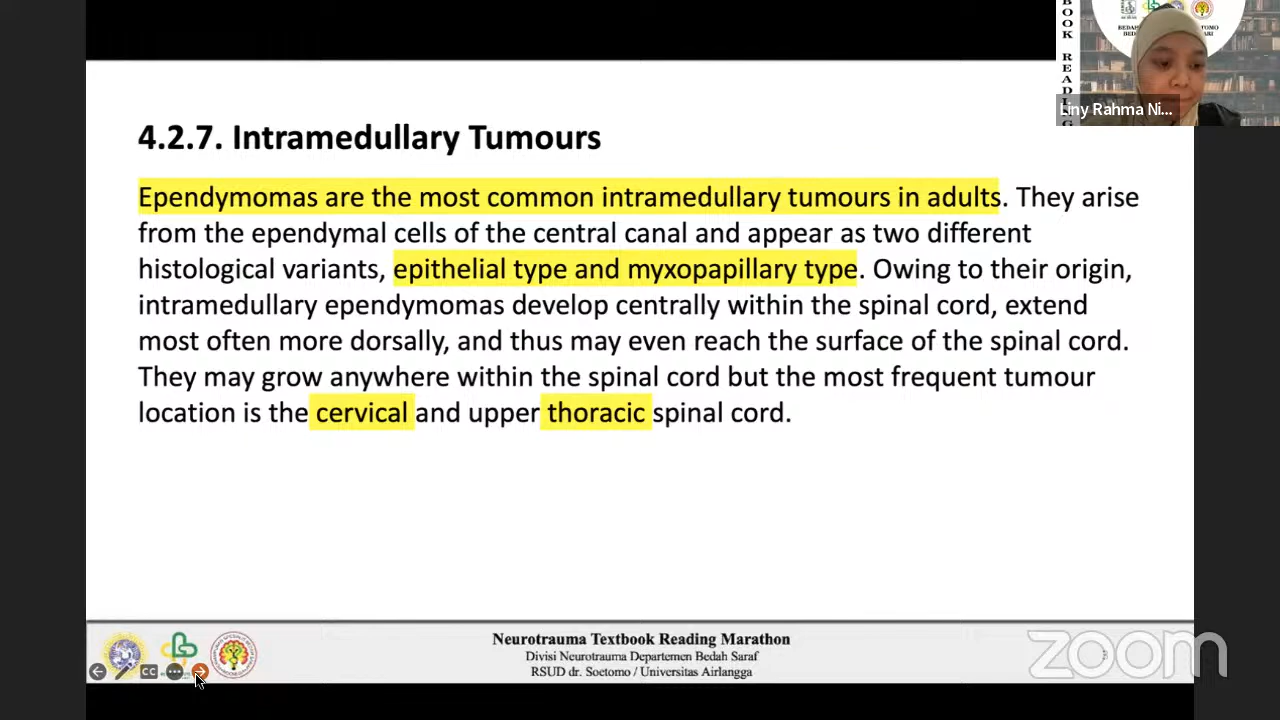 4.2.7. Intramedullary Tumours
Ependymomas are the most common intramedullary tumours in adults. They arise
from the ependymal cells of the central canal and appear as two different
histological variants, epithelial type and myxopapillary type. Owing to their origin,
intramedullary ependymomas develop centrally within the spinal cord, extend
most often more dorsally, and thus may even reach the surface of the spinal cord.
They may grow anywhere within the spinal cord but the most frequent tumour
location is the cervical and upper thoracic spinal cord.
BOOK READING
Liny Rahma Ni...
Neurotrauma Textbook Reading Marathon
Divisi Neurotrauma Departemen Bedah Saraf
RSUD dr. Soetomo / Universitas Airlangga
CC
zoom